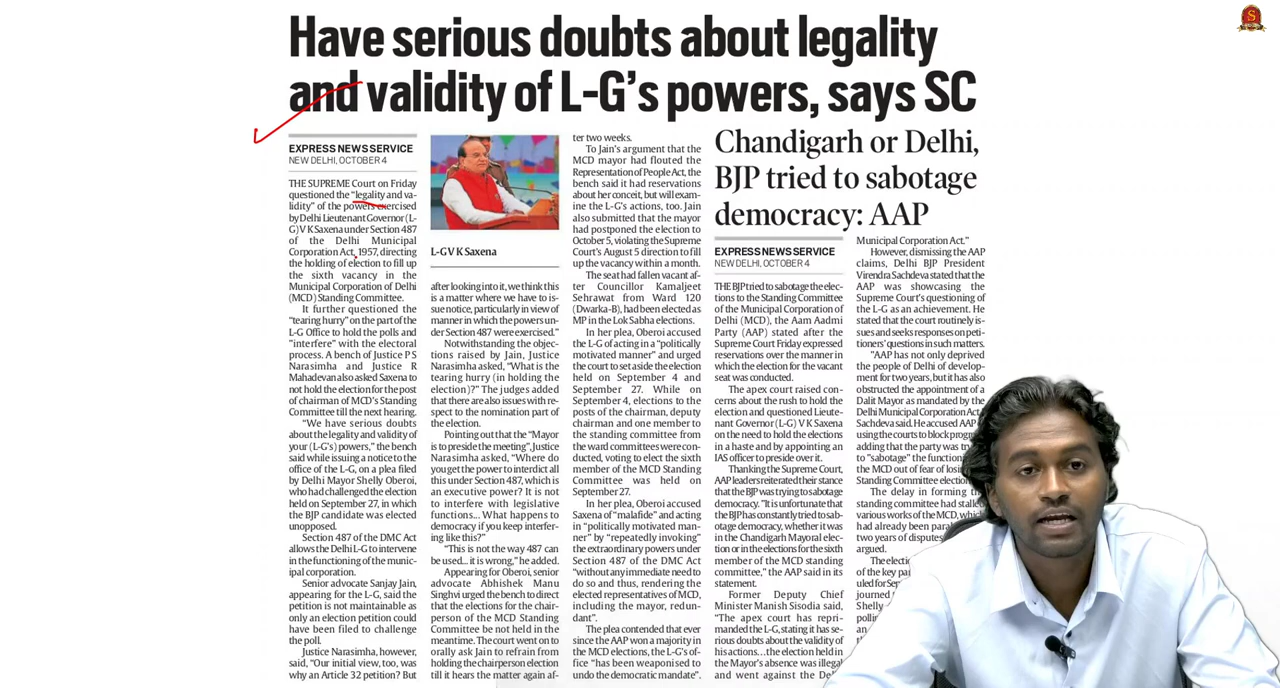 Have serious doubts about legality
and validity of L-G's powers, says SC
EXPRESS NEWS SERVICE
NEW DELHI, OCTOBER 4
THE SUPREME Court on Friday
questioned the "legality and va-
lidity" of the powers exercised
by Delhi Lieutenant Governor (L-
G) V K Saxena under Section 487
of the Delhi Municipal
Corporation Act, 1957, directing
the holding of election to fill up
the sixth vacancy in the
Municipal Corporation of Delhi
(MCD) Standing Committee.
It further questioned the
"tearing hurry" on the part of the
L-G Office to hold the polls and
"interfere" with the electoral
process. A bench of Justice P S
Narasimha and Justice R
Mahadevan also asked Saxena to
not hold the election for the post
of chairman of MCD's Standing
Committee till the next hearing.
"We have serious doubts
about the legality and validity of
your (L-G's) powers," the bench
said while issuing a notice to the
office of the L-G, on a plea filed
by Delhi Mayor Shelly Oberoi,
who had challenged the election
held on September 27, in which
the BJP candidate was elected
unopposed.
Section 487 of the DMC Act
allows the Delhi L-G to intervene
in the functioning of the munic-
ipal corporation.
Senior advocate Sanjay Jain,
appearing for the L-G, said the
petition is not maintainable as
only an election petition could
have been filed to challenge
the poll.
Justice Narasimha, however,
said, "Our initial view, too, was
why an Article 32 petition? But
L-G V K Saxena
after looking into it, we think this
is a matter where we have to is-
sue notice, particularly in view of
manner in which the powers un-
der Section 487 were exercised."
Notwithstanding the objec-
tions raised by Jain, Justice
Narasimha asked, "What is the
tearing hurry (in holding the
election)?" The judges added
that there are also issues with re-
spect to the nomination part of
the election.
Pointing out that the "Mayor
is to preside the meeting", Justice
Narasimha asked, "Where do
you get the power to interdict all
this under Section 487, which is
an executive power? It is not
to interfere with legislative
functions... What happens to
democracy if you keep interfer-
ing like this?"
"This is not the way 487 can
be used... it is wrong," he added.
Appearing for Oberoi, senior
advocate Abhishek Manu
Singhvi urged the bench to direct
that the elections for the chair-
person of the MCD Standing
Committee be not held in the
meantime. The court went on to
orally ask Jain to refrain from
holding the chairperson election
till it hears the matter again af-
ter two weeks.
To Jain's argument that the
MCD mayor had flouted the
Representation of People Act, the
bench said it had reservations
about her conceit, but will exam-
ine the L-G's actions, too. Jain
also submitted that the mayor
had postponed the election to
October 5, violating the Supreme
Court's August 5 direction to fill
up the vacancy within a month.
The seat had fallen vacant af-
ter Councillor Kamaljeet
Sehrawat from Ward 120
(Dwarka-B), had been elected as
MP in the Lok Sabha elections.
In her plea, Oberoi accused
the L-G of acting in a "politically
motivated manner" and urged
the court to set aside the election
held on September 4 and
September 27. While on
September 4, elections to the
posts of the chairman, deputy
chairman and one member to
the standing committee from
the ward committees were con-
ducted, voting to elect the sixth
member of the MCD Standing
Committee was held on
September 27.
In her plea, Oberoi accused
Saxena of "malafide" and acting
in "politically motivated man-
ner" by "repeatedly invoking"
the extraordinary powers under
Section 487 of the DMC Act
"without any immediate need to
do so and thus, rendering the
elected representatives of MCD,
including the mayor, redun-
dant".
The plea contended that ever
since the AAP won a majority in
the MCD elections, the L-G's of-
fice "has been weaponised to
undo the democratic mandate".
Chandigarh or Delhi,
BJP tried to sabotage
democracy: AAP
EXPRESS NEWS SERVICE
NEW DELHI, OCTOBER 4
THE BJP tried to sabotage the elec-
tions to the Standing Committee
of the Municipal Corporation of
Delhi (MCD), the Aam Aadmi
Party (AAP) stated after the
Supreme Court Friday expressed
reservations over the manner in
which the election for the vacant
seat was conducted.
The apex court raised con-
cerns about the rush to hold the
election and questioned Lieute-
nant Governor (L-G) V K Saxena
on the need to hold the elections
in a haste and by appointing an
IAS officer to preside over it.
Thanking the Supreme Court,
AAP leaders reiterated their stance
that the BJP was trying to sabotage
democracy. "It is unfortunate that
the BJP has constantly tried to sab-
otage democracy, whether it was
in the Chandigarh Mayoral elec-
tion or in the elections for the sixth
member of the MCD standing
committee," the AAP said in its
statement.
Former Deputy Chief
Minister Manish Sisodia said,
"The apex court has repri-
manded the L-G, stating it has se-
rious doubts about the validity of
his actions...the election held in
the Mayor's absence was illegal
and went against the Delhi
Municipal Corporation Act."
However, dismissing the AAP
claims, Delhi BJP President
Virendra Sachdeva stated that the
AAP was showcasing the
Supreme Court's questioning of
the L-G as an achievement. He
stated that the court routinely is-
sues and seeks responses on peti-
tioners' questions in such matters.
"AAP has not only deprived
the people of Delhi of develop-
ment for two years, but it has also
obstructed the appointment of a
Dalit Mayor as mandated by the
Delhi Municipal Corporation Act,
Sachdeva said. He accused AAP
using the courts to block
adding that the party was
to "sabotage" the
the MCD out of fear of
Standing Committee
The delay in forming
standing committee had stalled
various works of the MCD, which
had already been
two years of disputes
argued.
The
of the key
uled for
journed
Shelly